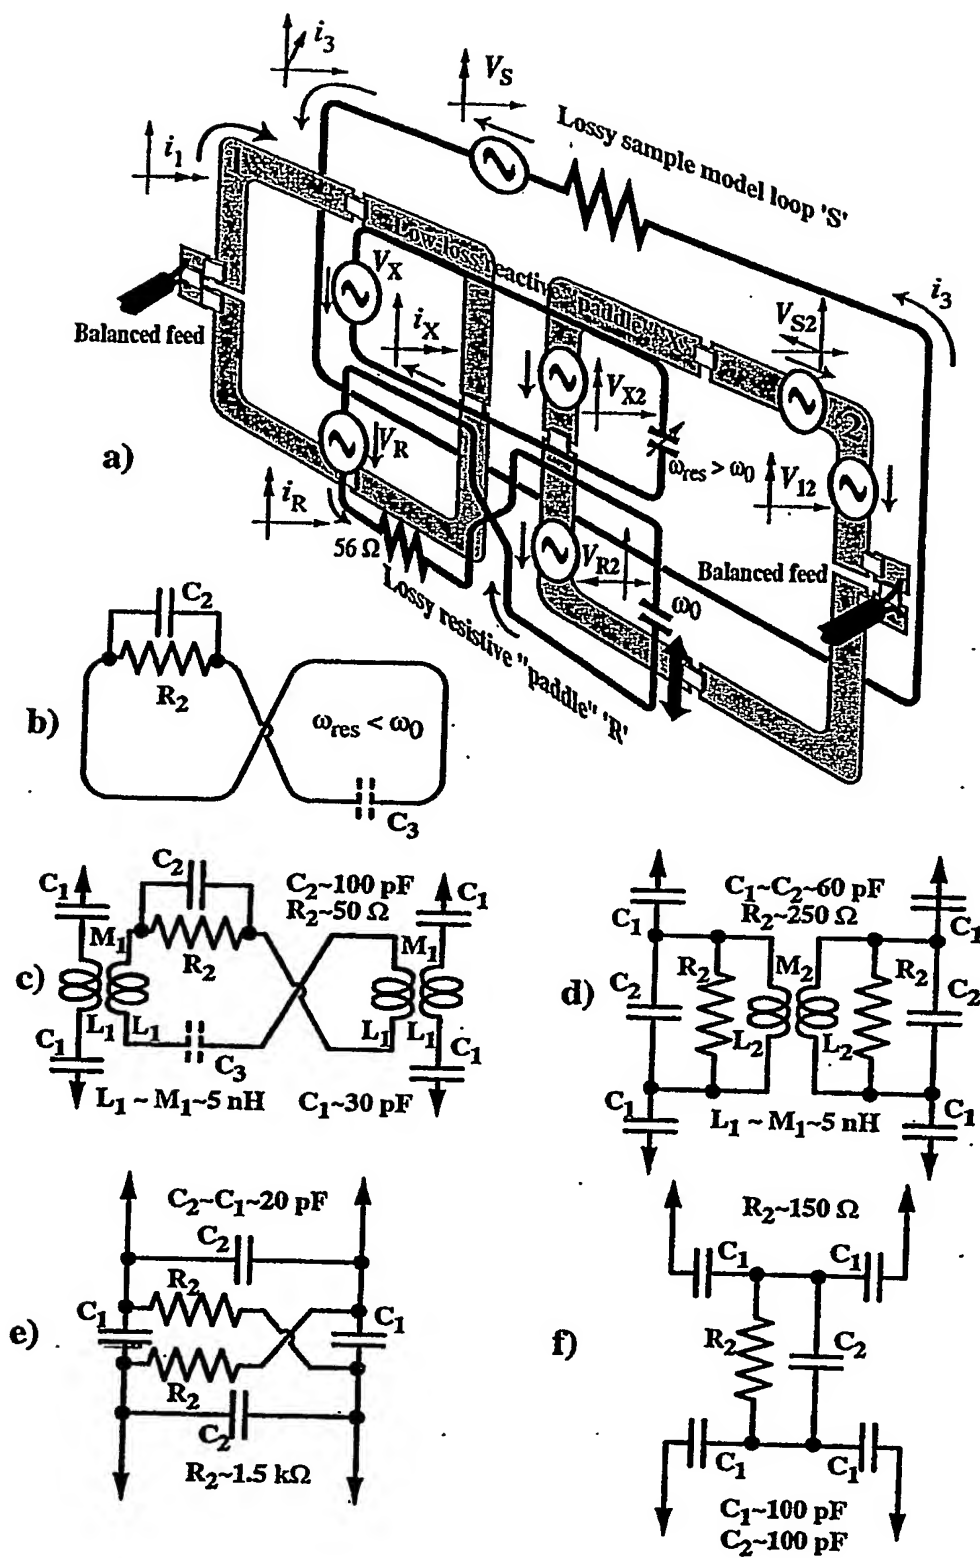 i3
VS
Lossy sample model loop 'S'
i1
VX
Low-loss reactive "paddle" 'X'
i3
Balanced feed
iX
VS2
VX2
2
a)
VR
ωres > ω0
V12
iR
56 Ω
VR2
Balanced feed
ω0
Lossy resistive "paddle" 'R'
C2
R2
b)
ωres < ω0
C3
C2
C1
C2~100 pF
R2~50 Ω
C1
M1
R2
M1
c)
L1
L1
L1
L1
C1
C3
C1
L1 ~ M1~5 nH
C1~30 pF
C1~C2~60 pF
R2~250 Ω
C1
C1
R2
M2
R2
d)
C2
C2
L2
L2
C1
C1
L1 ~ M1~5 nH
C2~C1~20 pF
C2
R2
C1
C1
e)
R2
C2
R2~1.5 kΩ
R2~150 Ω
C1
C1
f)
R2
C2
C1
C1
C1~100 pF
C2~100 pF